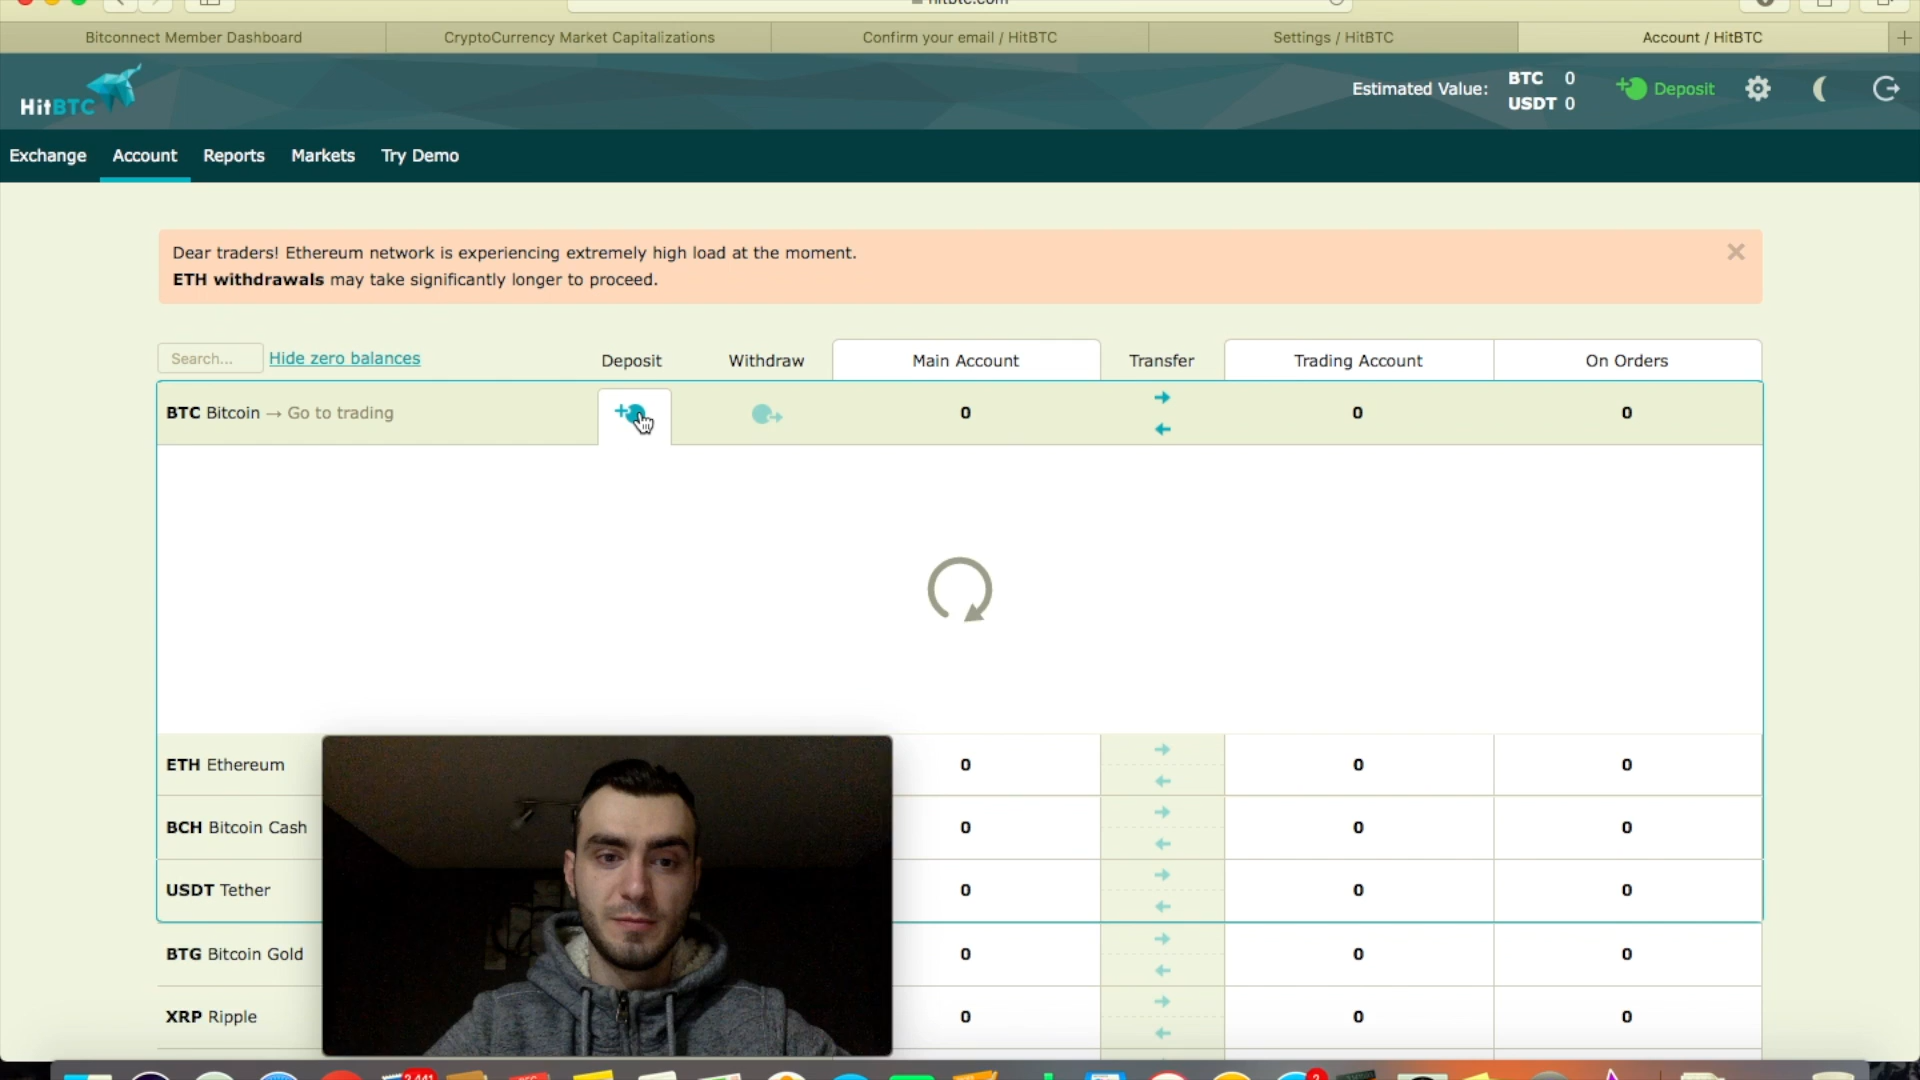 hitbtc.com
Bitconnect Member Dashboard
CryptoCurrency Market Capitalizations
Confirm your email / HitBTC
Settings / HitBTC
Account / HitBTC
HitBTC
Estimated Value:
BTC 0
USDT 0
Deposit
Exchange
Account
Reports
Markets
Try Demo
Dear traders! Ethereum network is experiencing extremely high load at the moment.
ETH withdrawals may take significantly longer to proceed.
Search...
Hide zero balances
Deposit
Withdraw
Main Account
Transfer
Trading Account
On Orders
BTC Bitcoin → Go to trading
0
0
0
ETH Ethereum
0
0
0
BCH Bitcoin Cash
0
0
0
USDT Tether
0
0
0
BTG Bitcoin Gold
0
0
0
XRP Ripple
0
0
0
2,441
2